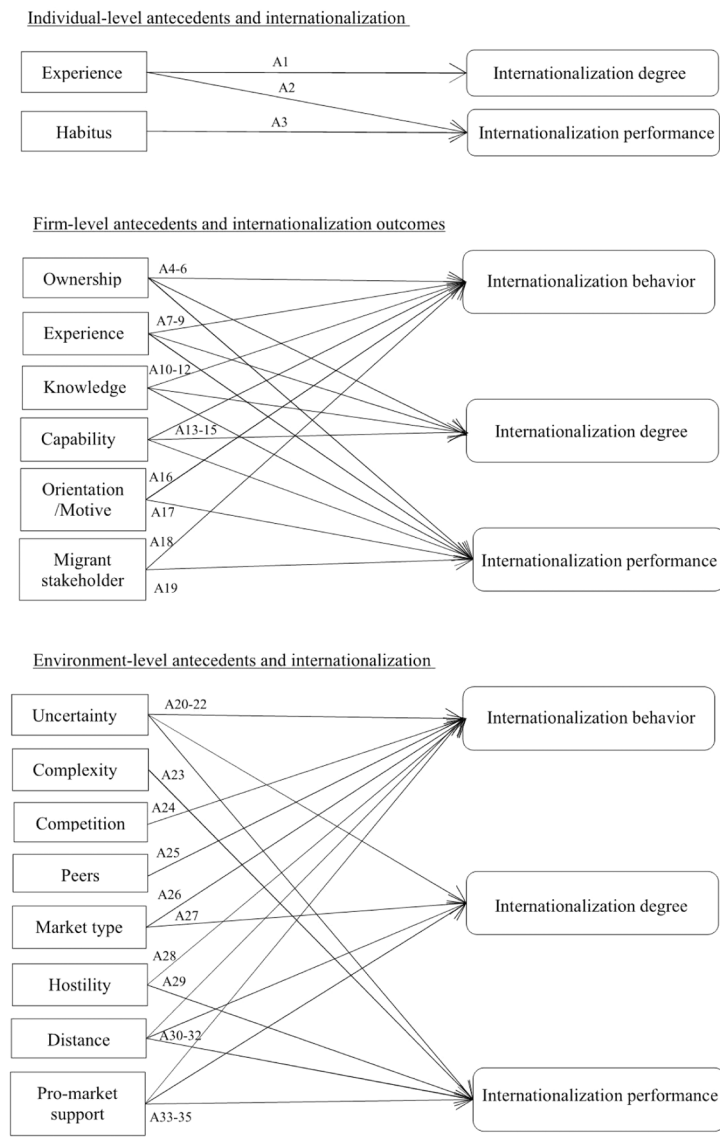 Individual-level antecedents and internationalization
Experience
A1
Internationalization degree
A2
Habitus
A3
Internationalization performance
Firm-level antecedents and internationalization outcomes
Ownership
A4-6
Internationalization behavior
Experience
A7-9
Knowledge
A10-12
Capability
A13-15
Internationalization degree
Orientation
/Motive
A16
A17
Migrant
stakeholder
A18
A19
Internationalization performance
Environment-level antecedents and internationalization
Uncertainty
A20-22
Internationalization behavior
Complexity
A23
Competition
A24
Peers
A25
Market type
A26
A27
Internationalization degree
Hostility
A28
A29
Distance
A30-32
Pro-market
support
A33-35
Internationalization performance